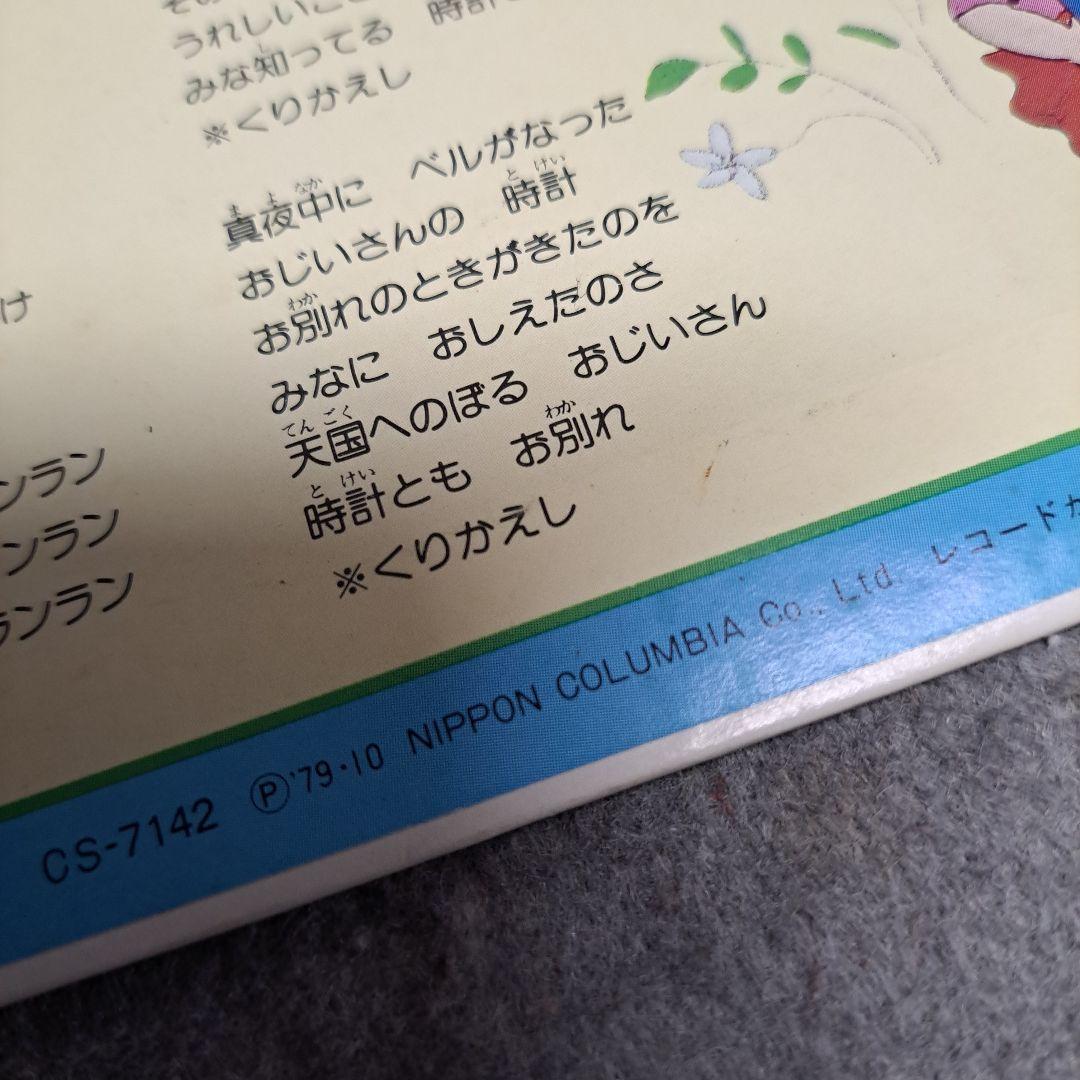 うれしいこと
みな知ってる 時計
※くりかえし
真夜中に ベルがなった
おじいさんの 時計
お別れのときがきたのを
みなに おしえたのさ
天国へのぼる おじいさん
時計とも お別れ
※くりかえし
け
ンラン
ンラン
ランラン
CS-7142 Ⓟ'79・10 NIPPON COLUMBIA Co., Ltd. レコードか